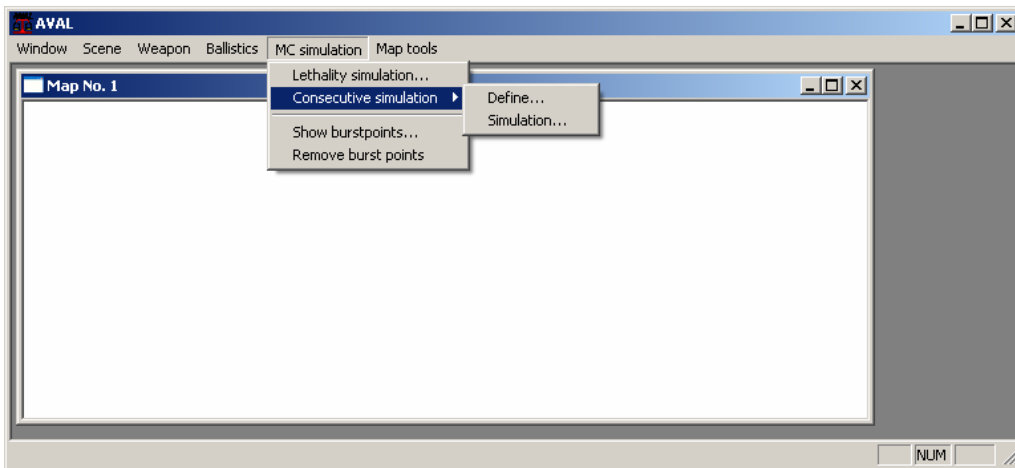 AVAL
Window Scene Weapon Ballistics MC simulation Map tools
Map No. 1
Lethality simulation...
Consecutive simulation
Define...
Simulation...
Show burstpoints...
Remove burst points
NUM